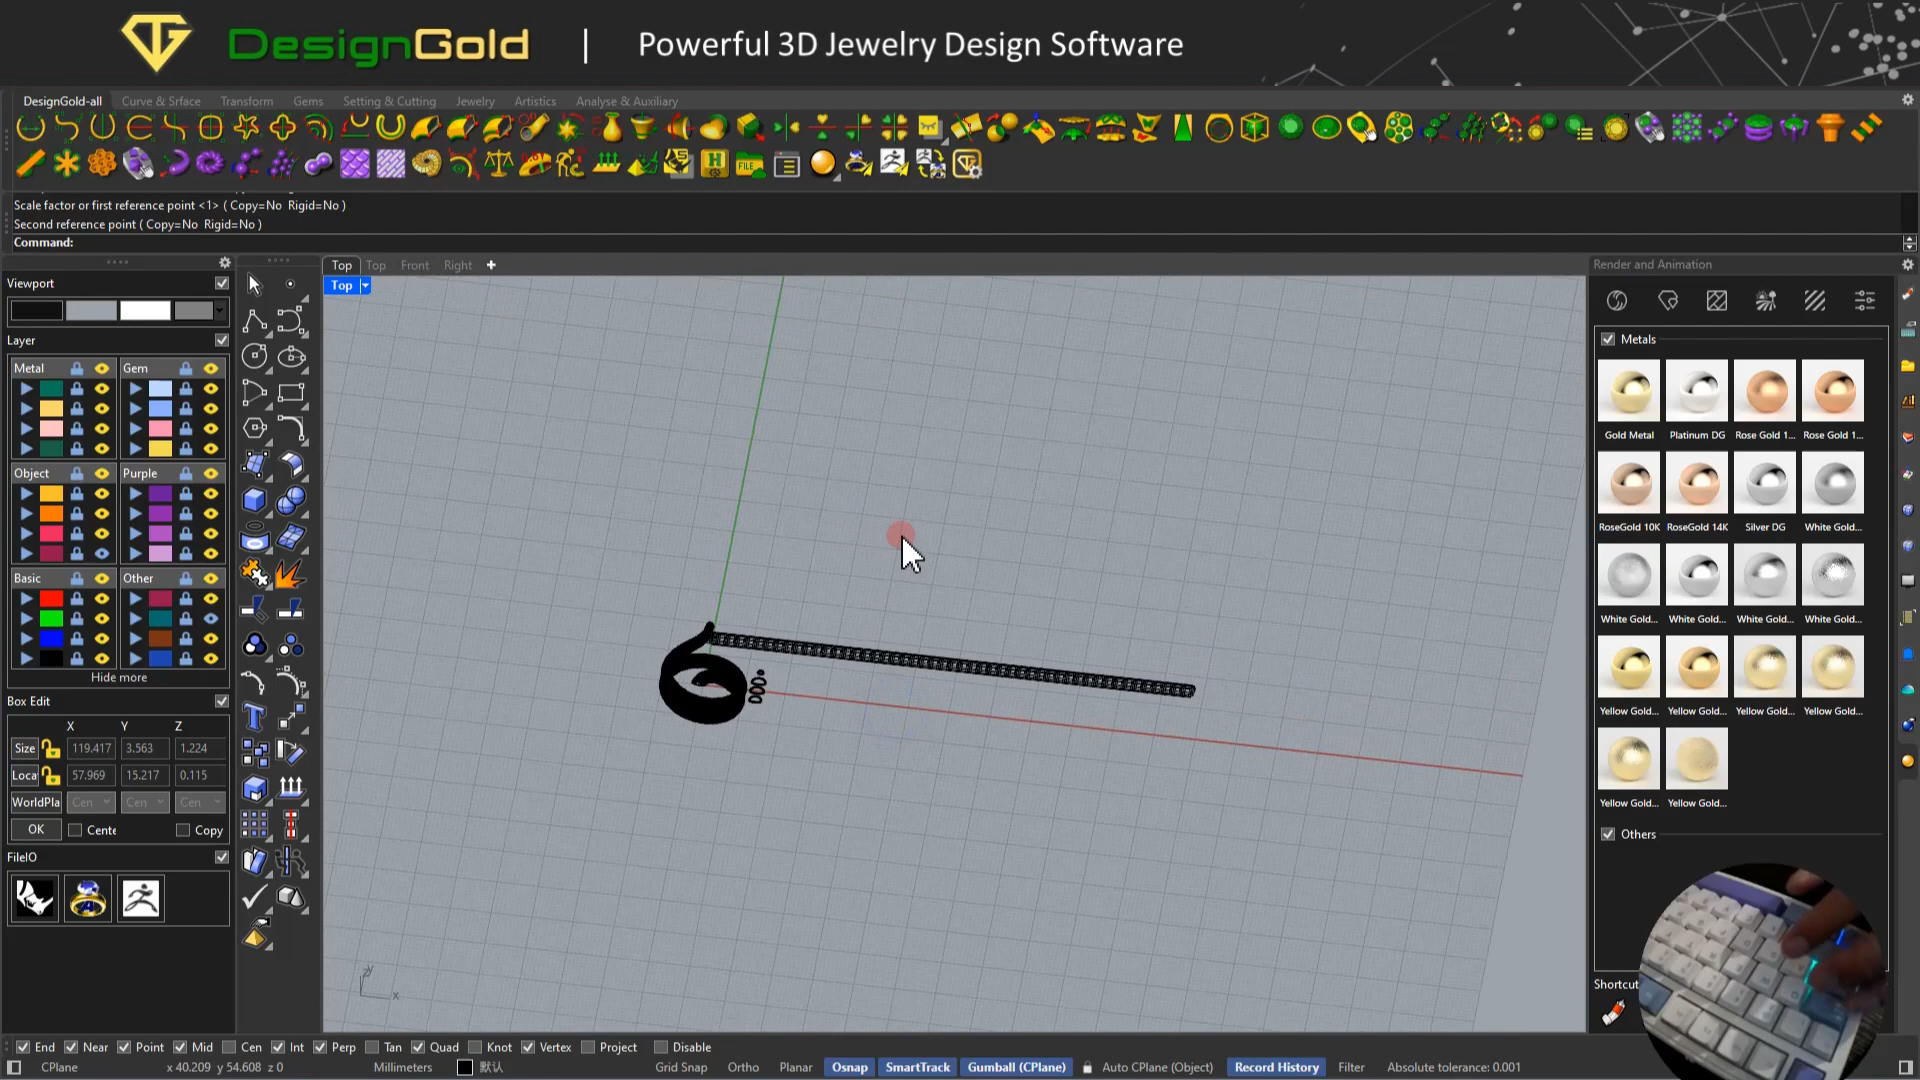 DesignGold | Powerful 3D Jewelry Design Software
DesignGold-all Curve & Srface Transform Gems Setting & Cutting Jewelry Artistics Analyse & Auxiliary
Scale factor or first reference point <1> ( Copy=No Rigid=No )
Second reference point ( Copy=No Rigid=No )
Command:
Top Top Front Right
Top
Render and Animation
Viewport
Layer
Metal Gem
Object Purple
Basic Other
Hide more
Box Edit
X Y Z
Size 119.417 3.563 1.224
Loca 57.969 15.217 0.115
WorldPla Cen Cen Cen
OK Cente Copy
FileIO
FILE
y
x
Metals
Gold Metal Platinum DG Rose Gold 1... Rose Gold 1...
RoseGold 10K RoseGold 14K Silver DG White Gold...
White Gold... White Gold... White Gold... White Gold...
Yellow Gold... Yellow Gold... Yellow Gold... Yellow Gold...
Yellow Gold... Yellow Gold...
Others
Shortcut
End Near Point Mid Cen Int Perp Tan Quad Knot Vertex Project Disable
CPlane x 40.209 y 54.608 z 0 Millimeters 默认 Grid Snap Ortho Planar Osnap SmartTrack Gumball (CPlane) Auto CPlane (Object) Record History Filter Absolute tolerance: 0.001